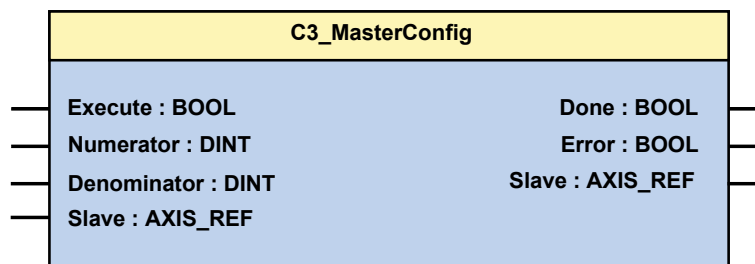 C3_MasterConfig
Execute : BOOL
Done : BOOL
Numerator : DINT
Error : BOOL
Denominator : DINT
Slave : AXIS_REF
Slave : AXIS_REF